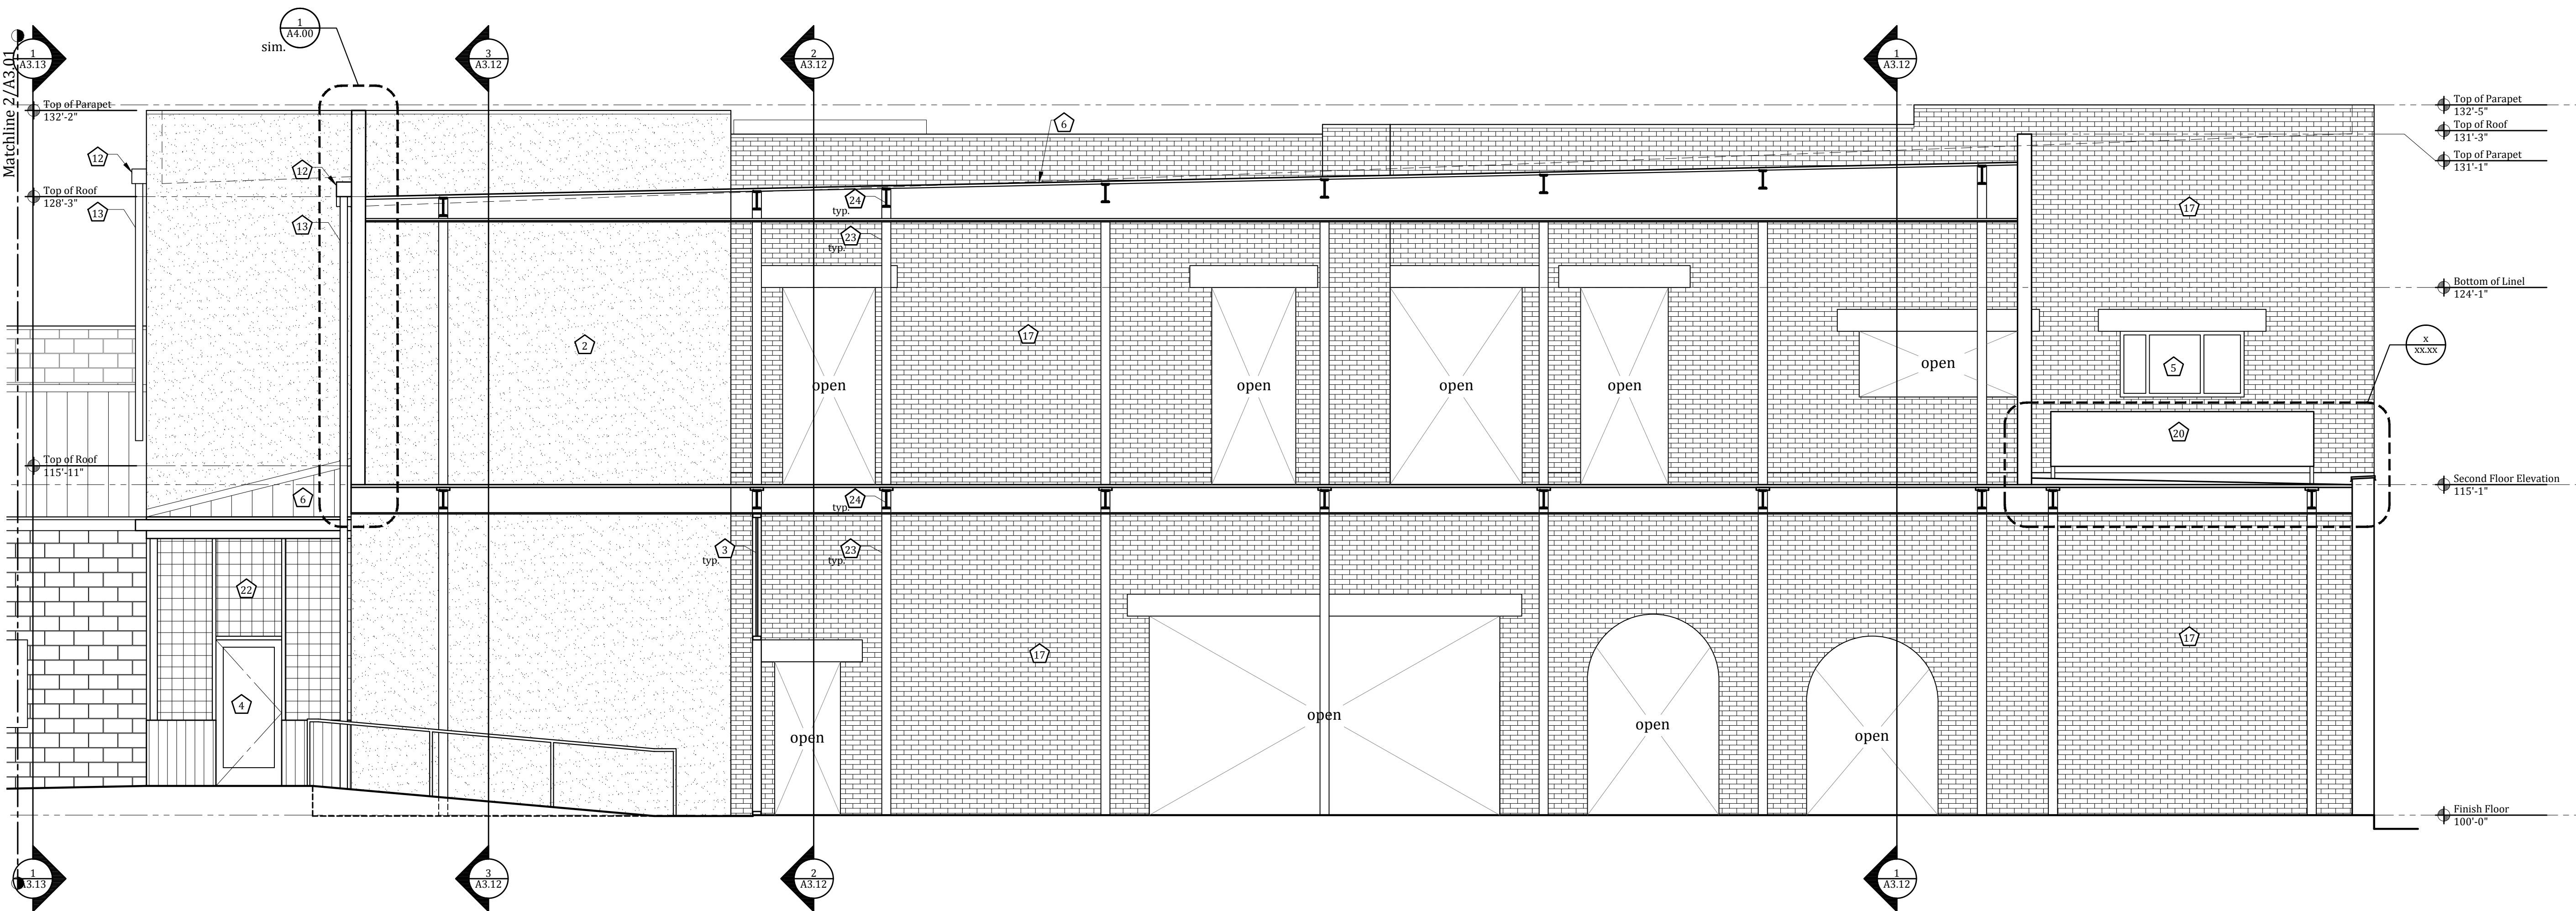 1
A4.00
sim.
1
A3.13
3
A3.12
2
A3.12
1
A3.12
Matchline 2/A3.01
Top of Parapet
132'-2"
Top of Parapet
132'-5"
Top of Roof
131'-3"
Top of Parapet
131'-1"
6
12
12
Top of Roof
128'-3"
13
13
24
typ.
23
typ.
17
Bottom of Linel
124'-1"
2
17
x
xx.xx
open
open
open
open
open
5
20
Top of Roof
115'-11"
6
24
typ.
Second Floor Elevation
115'-1"
3
typ.
23
typ.
22
17
17
4
open
open
open
open
Finish Floor
100'-0"
1
A3.13
3
A3.12
2
A3.12
1
A3.12